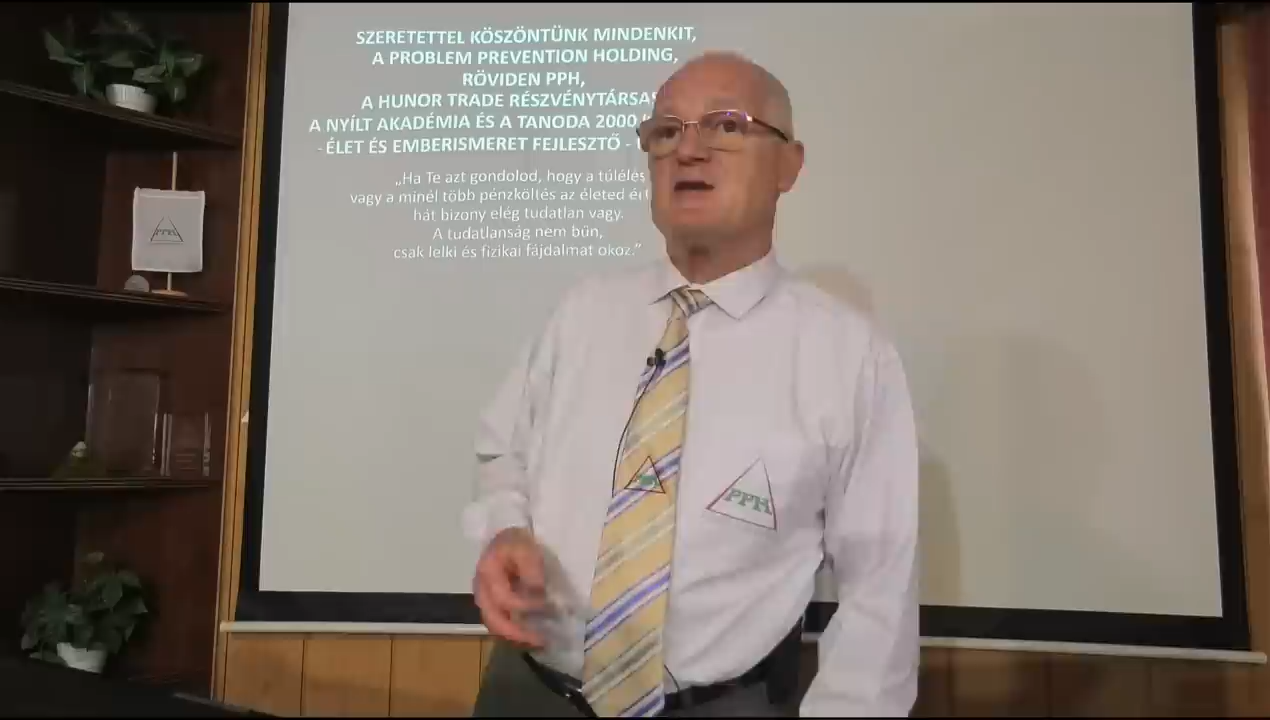 SZERETETTEL KÖSZÖNTÜNK MINDENKIT,
A PROBLEM PREVENTION HOLDING,
RÖVIDEN PPH,
A HUNOR TRADE RÉSZVÉNYTÁRSAS
A NYÍLT AKADÉMIA ÉS A TANODA 2000
- ÉLET ÉS EMBERISMERET FEJLESZTŐ -
„Ha Te azt gondolod, hogy a túlélés
vagy a minél több pénzköltés az életed
hát bizony elég tudatlan vagy.
A tudatlanság nem bűn,
csak lelki és fizikai fájdalmat okoz.”
PPH
PPH